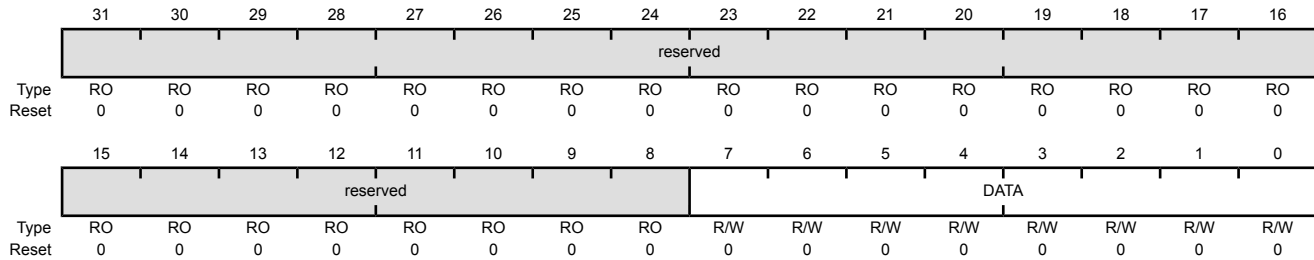 31 30 29 28 27 26 25 24 23 22 21 20 19 18 17 16
reserved
Type RO RO RO RO RO RO RO RO RO RO RO RO RO RO RO RO
Reset 0 0 0 0 0 0 0 0 0 0 0 0 0 0 0 0
15 14 13 12 11 10 9 8 7 6 5 4 3 2 1 0
reserved DATA
Type RO RO RO RO RO RO RO RO R/W R/W R/W R/W R/W R/W R/W R/W
Reset 0 0 0 0 0 0 0 0 0 0 0 0 0 0 0 0